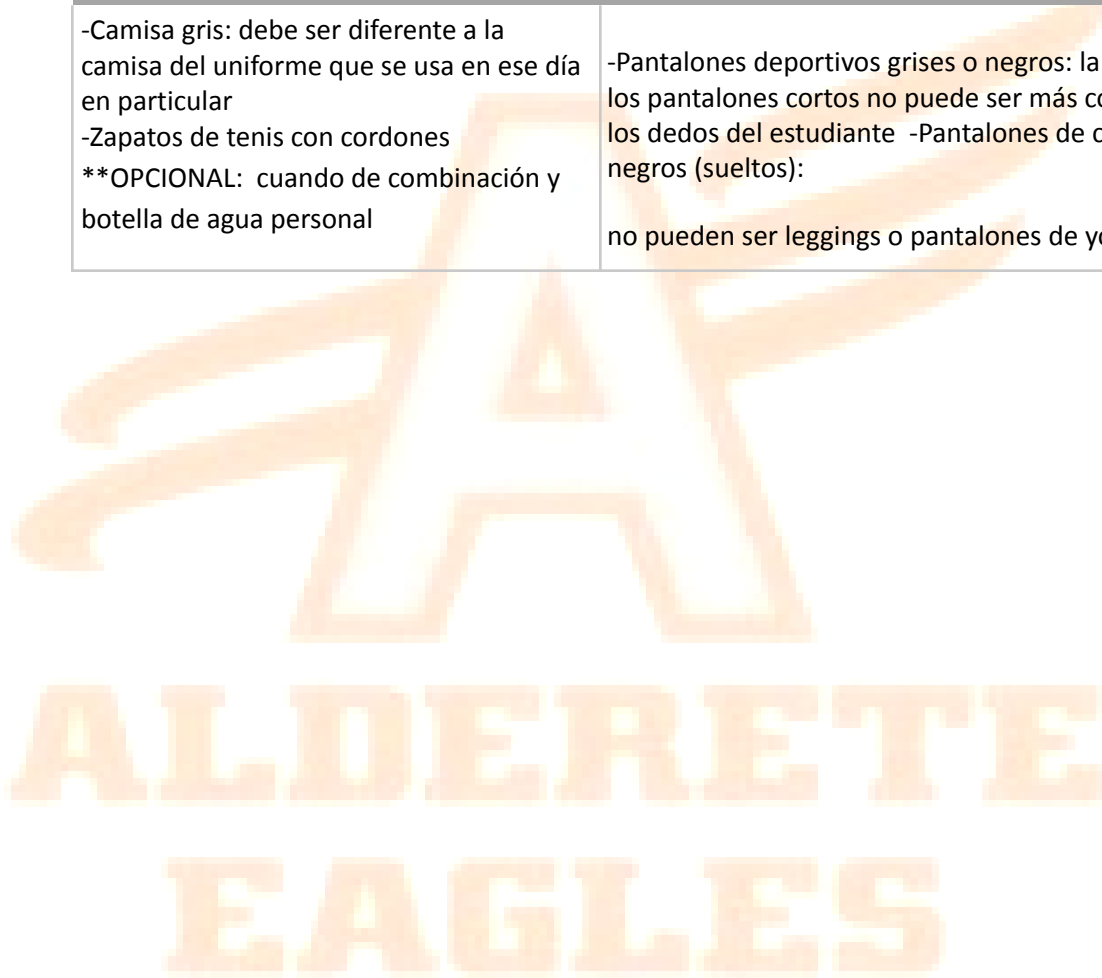 -Camisa gris: debe ser diferente a la
camisa del uniforme que se usa en ese día
en particular
-Zapatos de tenis con cordones
**OPCIONAL:  cuando de combinación y
botella de agua personal
-Pantalones deportivos grises o negros: la
los pantalones cortos no puede ser más
los dedos del estudiante  -Pantalones de
negros (sueltos):
no pueden ser leggings o pantalones de
A
ALDERETE
EAGLES